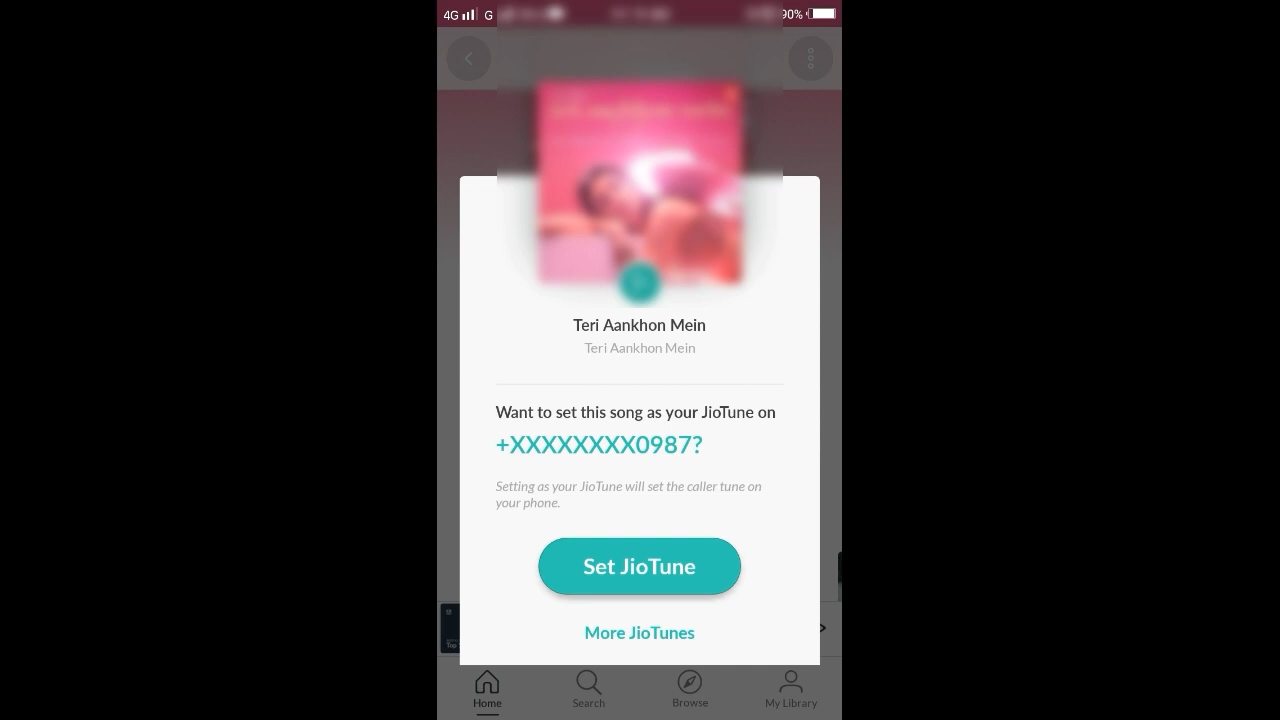 4G G 90%
Teri Aankhon Mein
Teri Aankhon Mein
Want to set this song as your JioTune on
+XXXXXXXX0987?
Setting as your JioTune will set the caller tune on
your phone.
Set JioTune
More JioTunes
Top
Home Search Browse My Library